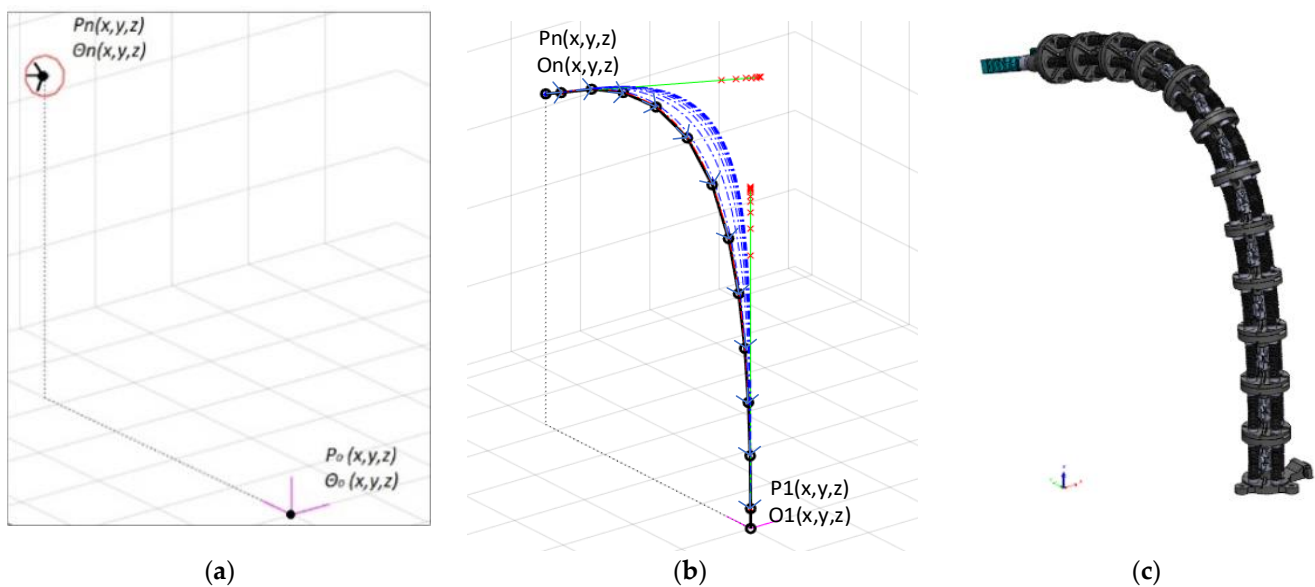 Pn(x,y,z)
Θn(x,y,z)
P₀ (x,y,z)
Θ₀ (x,y,z)
Pn(x,y,z)
On(x,y,z)
P1(x,y,z)
O1(x,y,z)
(a)
(b)
(c)